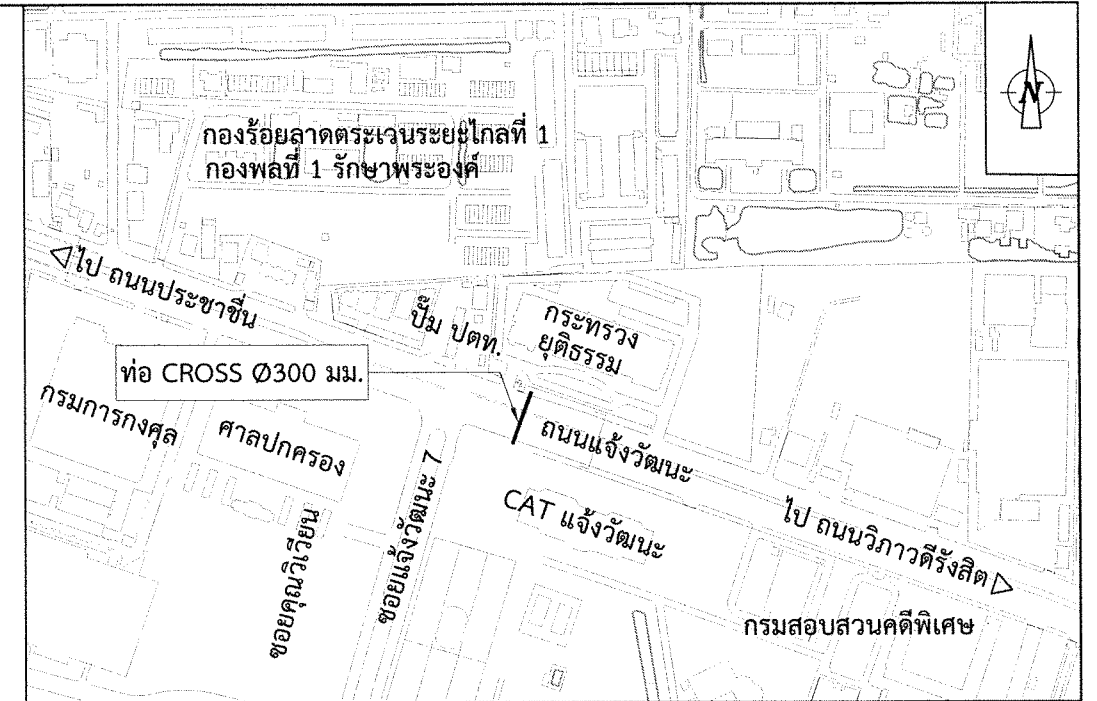 N
กองร้อยลาดตระเวนระยะไกลที่ 1
กองพลที่ 1 รักษาพระองค์
ไป ถนนประชาชื่น
ปั๊ม ปตท.
กระทรวง
ยุติธรรม
ท่อ CROSS Ø300 มม.
กรมการกงศุล
ศาลปกครอง
ถนนแจ้งวัฒนะ
CAT แจ้งวัฒนะ
ไป ถนนวิภาวดีรังสิต
ซอยคุณวิเวียน
ซอยแจ้งวัฒนะ 7
กรมสอบสวนคดีพิเศษ